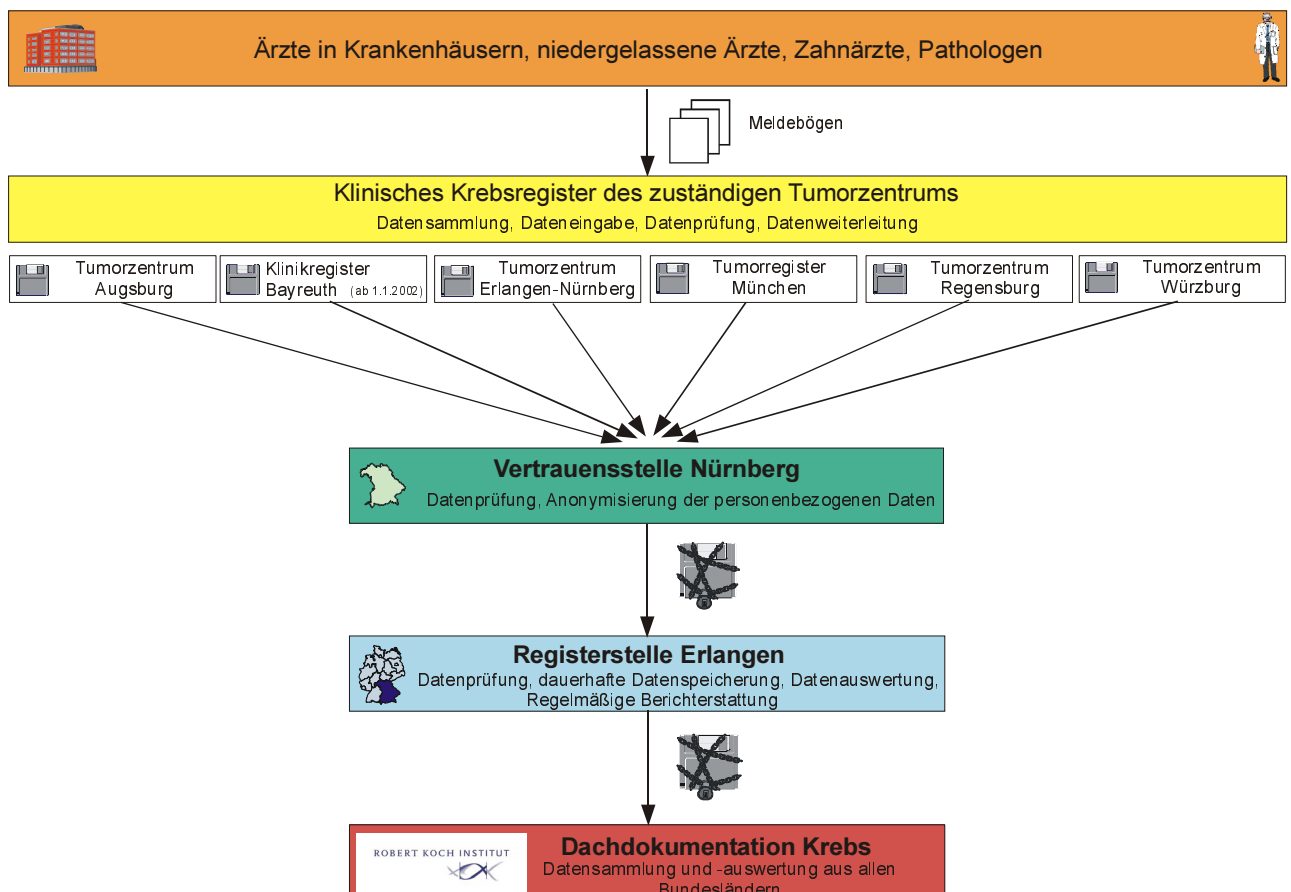 Ärzte in Krankenhäusern, niedergelassene Ärzte, Zahnärzte, Pathologen
Meldebögen
Klinisches Krebsregister des zuständigen Tumorzentrums
Datensammlung, Dateneingabe, Datenprüfung, Datenweiterleitung
Tumorzentrum
Augsburg
Klinikregister
Bayreuth (ab 1.1.2002)
Tumorzentrum
Erlangen-Nürnberg
Tumorregister
München
Tumorzentrum
Regensburg
Tumorzentrum
Würzburg
Vertrauensstelle Nürnberg
Datenprüfung, Anonymisierung der personenbezogenen Daten
Registerstelle Erlangen
Datenprüfung, dauerhafte Datenspeicherung, Datenauswertung,
Regelmäßige Berichterstattung
ROBERT KOCH INSTITUT
Dachdokumentation Krebs
Datensammlung und -auswertung aus allen
Bundesländern